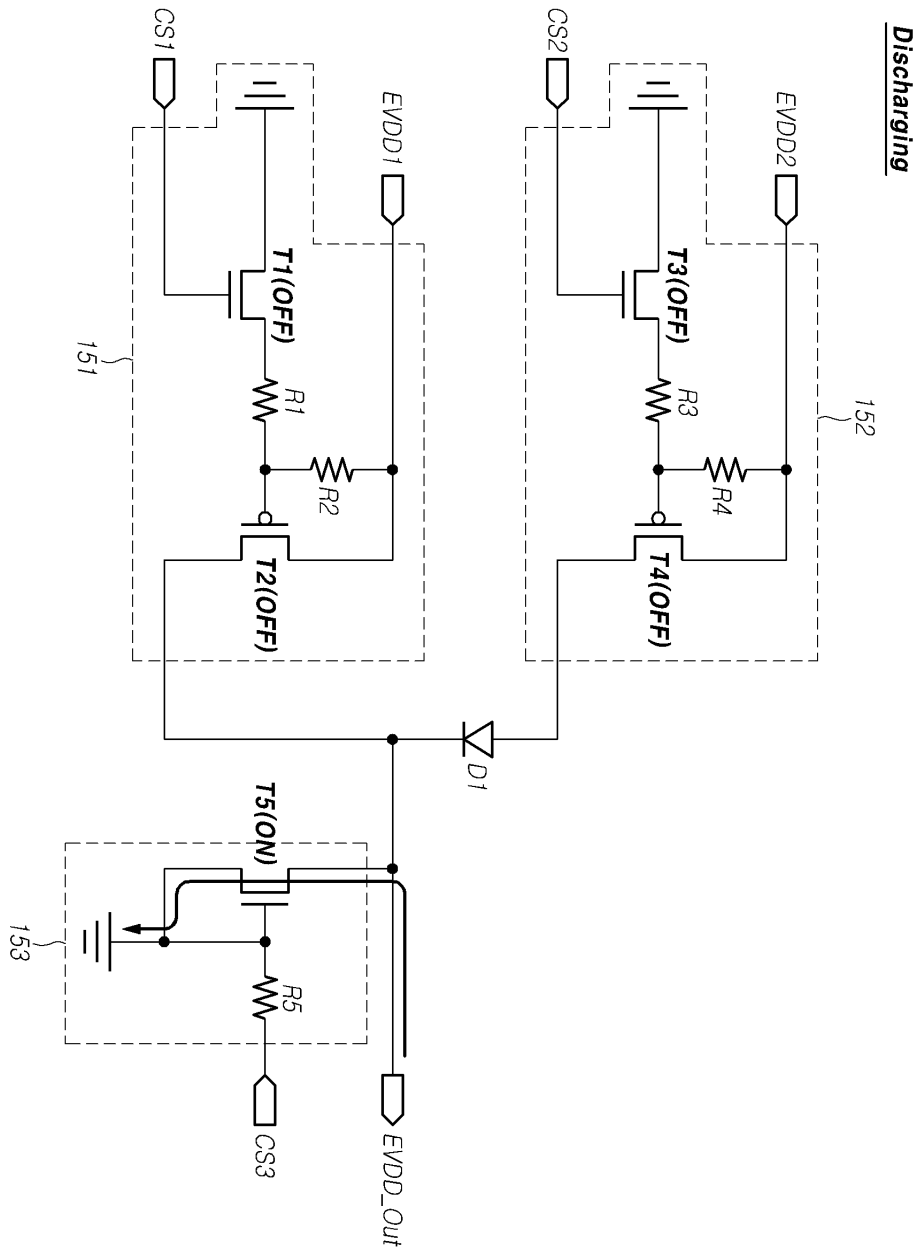 Discharging
EVDD2
CS2
T3(OFF)
R3
R4
T4(OFF)
152
D1
EVDD1
CS1
T1(OFF)
R1
R2
T2(OFF)
151
T5(ON)
R5
153
CS3
EVDD_Out